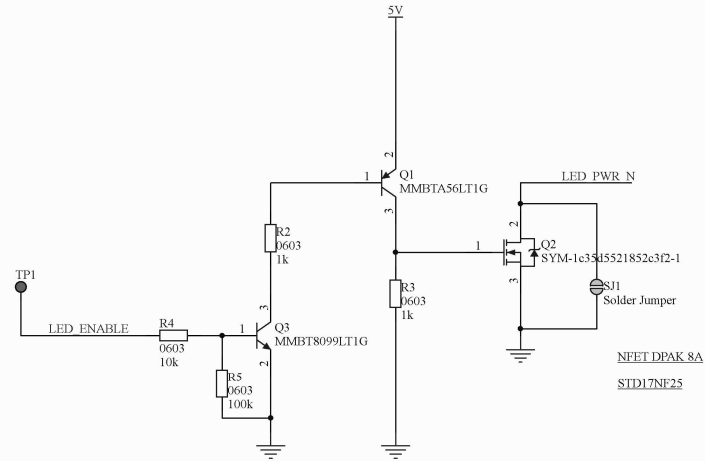 5V
2
1
Q1
MMBTA56LT1G
3
LED_PWR_N
2
1
Q2
SYM-1c35d5521852c3f2-1
3
R2
0603
1k
R3
0603
1k
SJ1
Solder Jumper
TP1
LED_ENABLE
R4
0603
10k
3
1
Q3
MMBT8099LT1G
2
R5
0603
100k
NFET DPAK 8A
STD17NF25